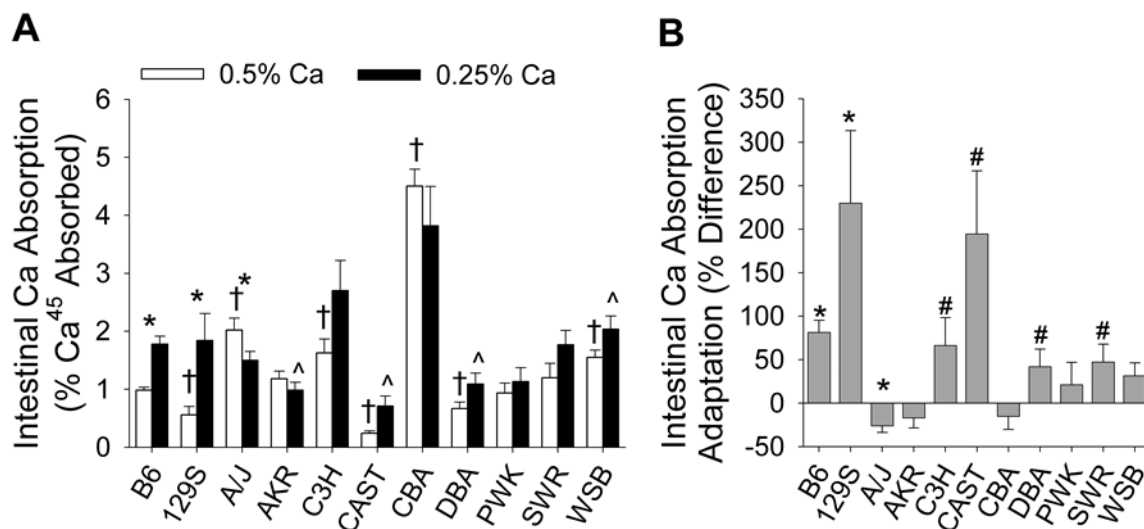 A
0.5% Ca
0.25% Ca
Intestinal Ca Absorption
(% Ca⁴⁵ Absorbed)
6
5
4
3
2
1
0
*
†
*
†
*
^
†
†
^
†
†
^
†
^
B6
129S
A/J
AKR
C3H
CAST
CBA
DBA
PWK
SWR
WSB
B
Intestinal Ca Absorption
Adaptation (% Difference)
350
300
250
200
150
100
50
0
-50
*
*
*
#
#
#
#
B6
129S
A/J
AKR
C3H
CAST
CBA
DBA
PWK
SWR
WSB